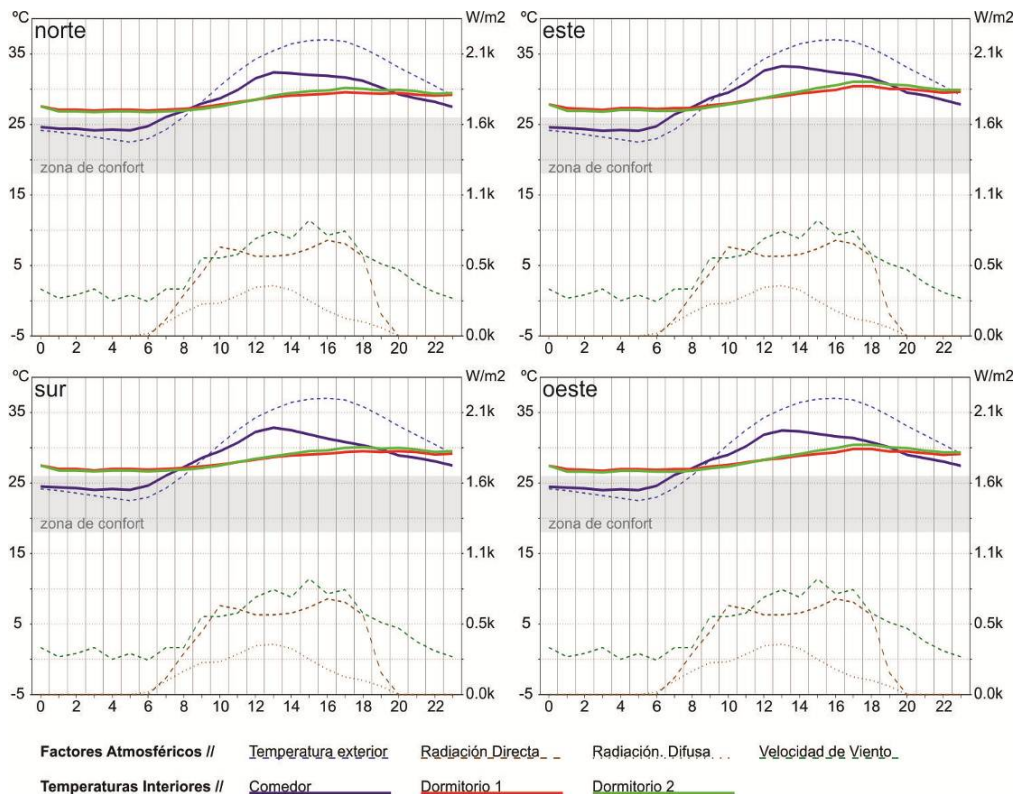 ºC norte W/m2 ºC este W/m2
35 2.1k 35 2.1k
25 1.6k 25 1.6k
zona de confort zona de confort
15 1.1k 15 1.1k
5 0.5k 5 0.5k
-5 0.0k -5 0.0k
0 2 4 6 8 10 12 14 16 18 20 22 0 2 4 6 8 10 12 14 16 18 20 22
ºC sur W/m2 ºC oeste W/m2
35 2.1k 35 2.1k
25 1.6k 25 1.6k
zona de confort zona de confort
15 1.1k 15 1.1k
5 0.5k 5 0.5k
-5 0.0k -5 0.0k
0 2 4 6 8 10 12 14 16 18 20 22 0 2 4 6 8 10 12 14 16 18 20 22
Factores Atmosféricos // Temperatura exterior Radiación Directa Radiación. Difusa Velocidad de Viento
Temperaturas Interiores // Comedor Dormitorio 1 Dormitorio 2